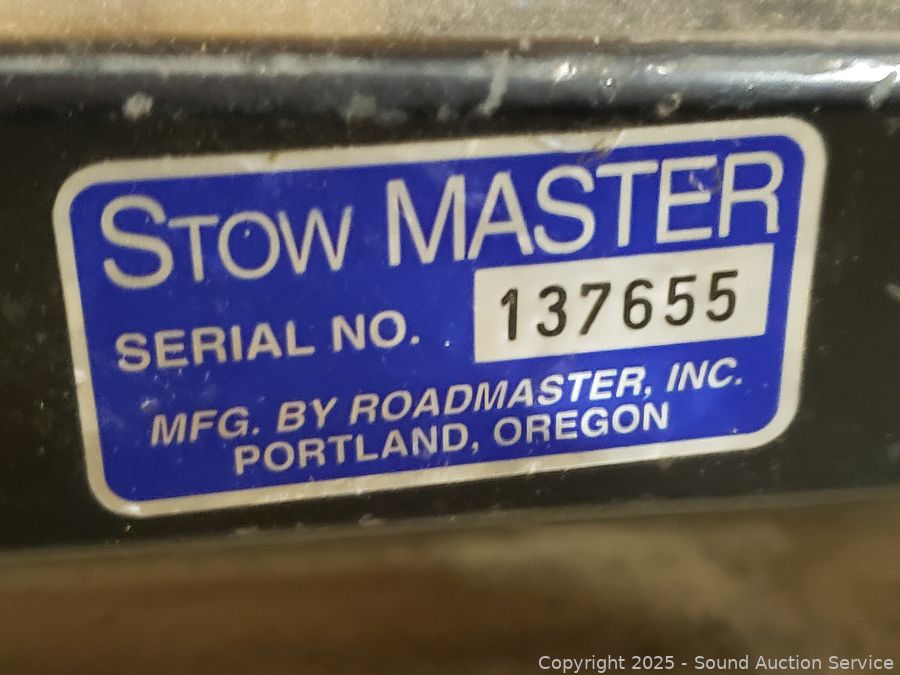 STOW MASTER
SERIAL NO. 137655
MFG. BY ROADMASTER, INC.
PORTLAND, OREGON
Copyright © 2025 - Sound Auction Service